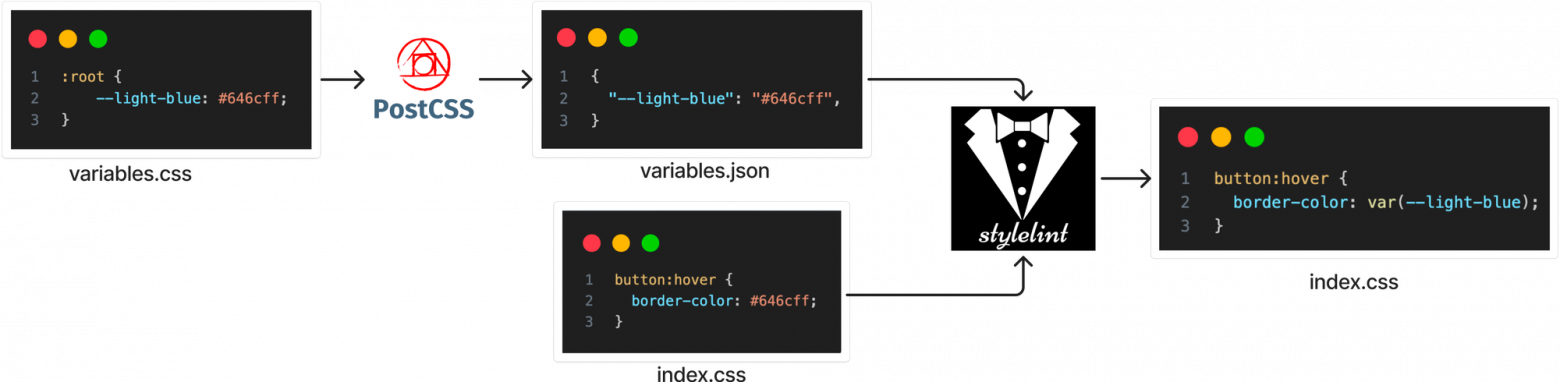 1 :root {
2 --light-blue: #646cff;
3 }
variables.css
PostCSS
1 {
2 "--light-blue": "#646cff",
3 }
variables.json
1 button:hover {
2 border-color: #646cff;
3 }
index.css
stylelint
1 button:hover {
2 border-color: var(--light-blue);
3 }
index.css